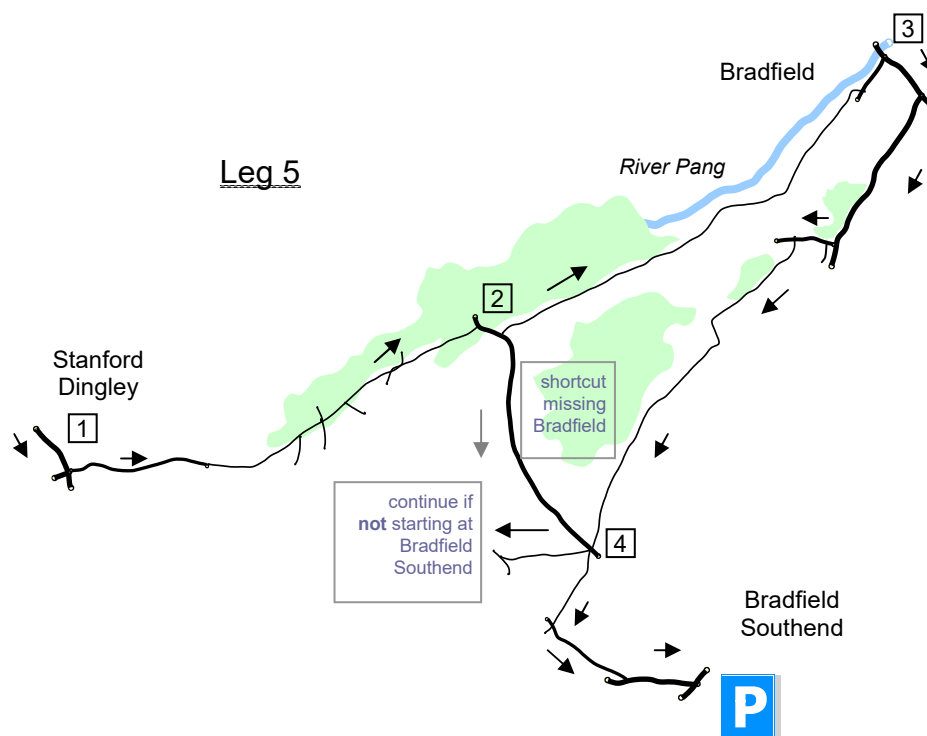 3
Bradfield
River Pang
Leg 5
2
Stanford
Dingley
1
shortcut
missing
Bradfield
continue if
not starting at
Bradfield
Southend
4
Bradfield
Southend
P